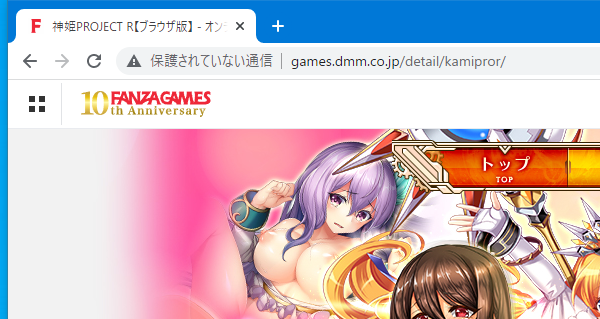 神姫PROJECT R【ブラウザ版】 - オン
保護されていない通信
games.dmm.co.jp/detail/kamipror/
10th Anniversary
FANZA GAMES
トップ
TOP